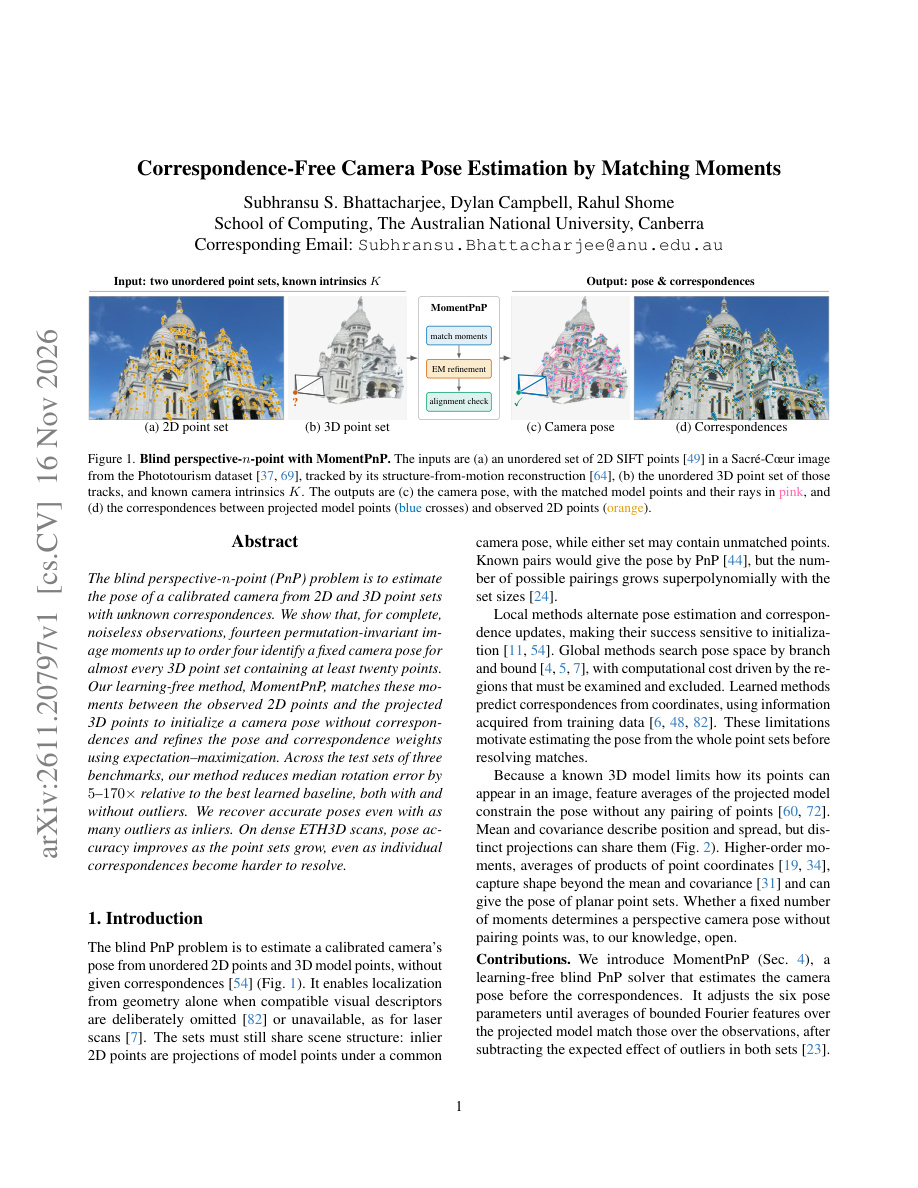 Correspondence-Free Camera Pose Estimation by Matching Moments
Subhransu S. Bhattacharjee, Dylan Campbell, Rahul Shome
School of Computing, The Australian National University, Canberra
Corresponding Email: Subhransu.Bhattacharjee@anu.edu.au
Input: two unordered point sets, known intrinsics K
Output: pose & correspondences
MomentPnP
match moments
EM refinement
alignment check
?
✓
(a) 2D point set
(b) 3D point set
(c) Camera pose
(d) Correspondences
Figure 1. Blind perspective-n-point with MomentPnP. The inputs are (a) an unordered set of 2D SIFT points [49] in a Sacré-Cœur image
from the Phototourism dataset [37, 69], tracked by its structure-from-motion reconstruction [64], (b) the unordered 3D point set of those
tracks, and known camera intrinsics K. The outputs are (c) the camera pose, with the matched model points and their rays in pink, and
(d) the correspondences between projected model points (blue crosses) and observed 2D points (orange).
Abstract
The blind perspective-n-point (PnP) problem is to estimate
the pose of a calibrated camera from 2D and 3D point sets
with unknown correspondences. We show that, for complete,
noiseless observations, fourteen permutation-invariant im-
age moments up to order four identify a fixed camera pose for
almost every 3D point set containing at least twenty points.
Our learning-free method, MomentPnP, matches these mo-
ments between the observed 2D points and the projected
3D points to initialize a camera pose without correspon-
dences and refines the pose and correspondence weights
using expectation–maximization. Across the test sets of three
benchmarks, our method reduces median rotation error by
5–170× relative to the best learned baseline, both with and
without outliers. We recover accurate poses even with as
many outliers as inliers. On dense ETH3D scans, pose ac-
curacy improves as the point sets grow, even as individual
correspondences become harder to resolve.
1. Introduction
The blind PnP problem is to estimate a calibrated camera's
pose from unordered 2D points and 3D model points, without
given correspondences [54] (Fig. 1). It enables localization
from geometry alone when compatible visual descriptors
are deliberately omitted [82] or unavailable, as for laser
scans [7]. The sets must still share scene structure: inlier
2D points are projections of model points under a common
camera pose, while either set may contain unmatched points.
Known pairs would give the pose by PnP [44], but the num-
ber of possible pairings grows superpolynomially with the
set sizes [24].
Local methods alternate pose estimation and correspon-
dence updates, making their success sensitive to initializa-
tion [11, 54]. Global methods search pose space by branch
and bound [4, 5, 7], with computational cost driven by the re-
gions that must be examined and excluded. Learned methods
predict correspondences from coordinates, using information
acquired from training data [6, 48, 82]. These limitations
motivate estimating the pose from the whole point sets before
resolving matches.
Because a known 3D model limits how its points can
appear in an image, feature averages of the projected model
constrain the pose without any pairing of points [60, 72].
Mean and covariance describe position and spread, but dis-
tinct projections can share them (Fig. 2). Higher-order mo-
ments, averages of products of point coordinates [19, 34],
capture shape beyond the mean and covariance [31] and can
give the pose of planar point sets. Whether a fixed number
of moments determines a perspective camera pose without
pairing points was, to our knowledge, open.
Contributions. We introduce MomentPnP (Sec. 4), a
learning-free blind PnP solver that estimates the camera
pose before the correspondences. It adjusts the six pose
parameters until averages of bounded Fourier features over
the projected model match those over the observations, after
subtracting the expected effect of outliers in both sets [23].
1
arXiv:2611.20797v1 [cs.CV] 16 Nov 2026